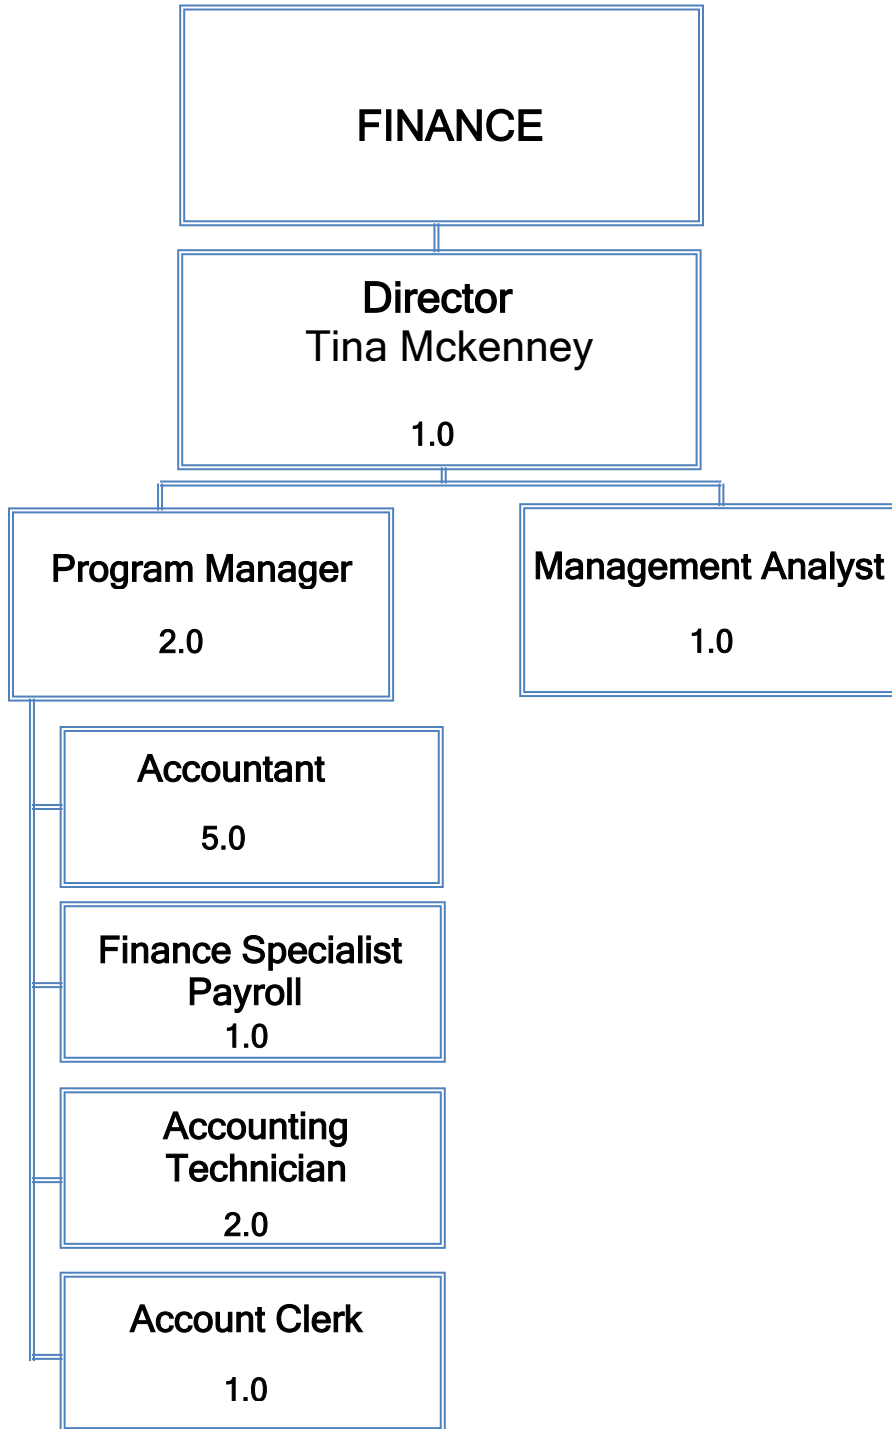 FINANCE
Director
Tina Mckenney
1.0
Program Manager
2.0
Management Analyst
1.0
Accountant
5.0
Finance Specialist
Payroll
1.0
Accounting
Technician
2.0
Account Clerk
1.0